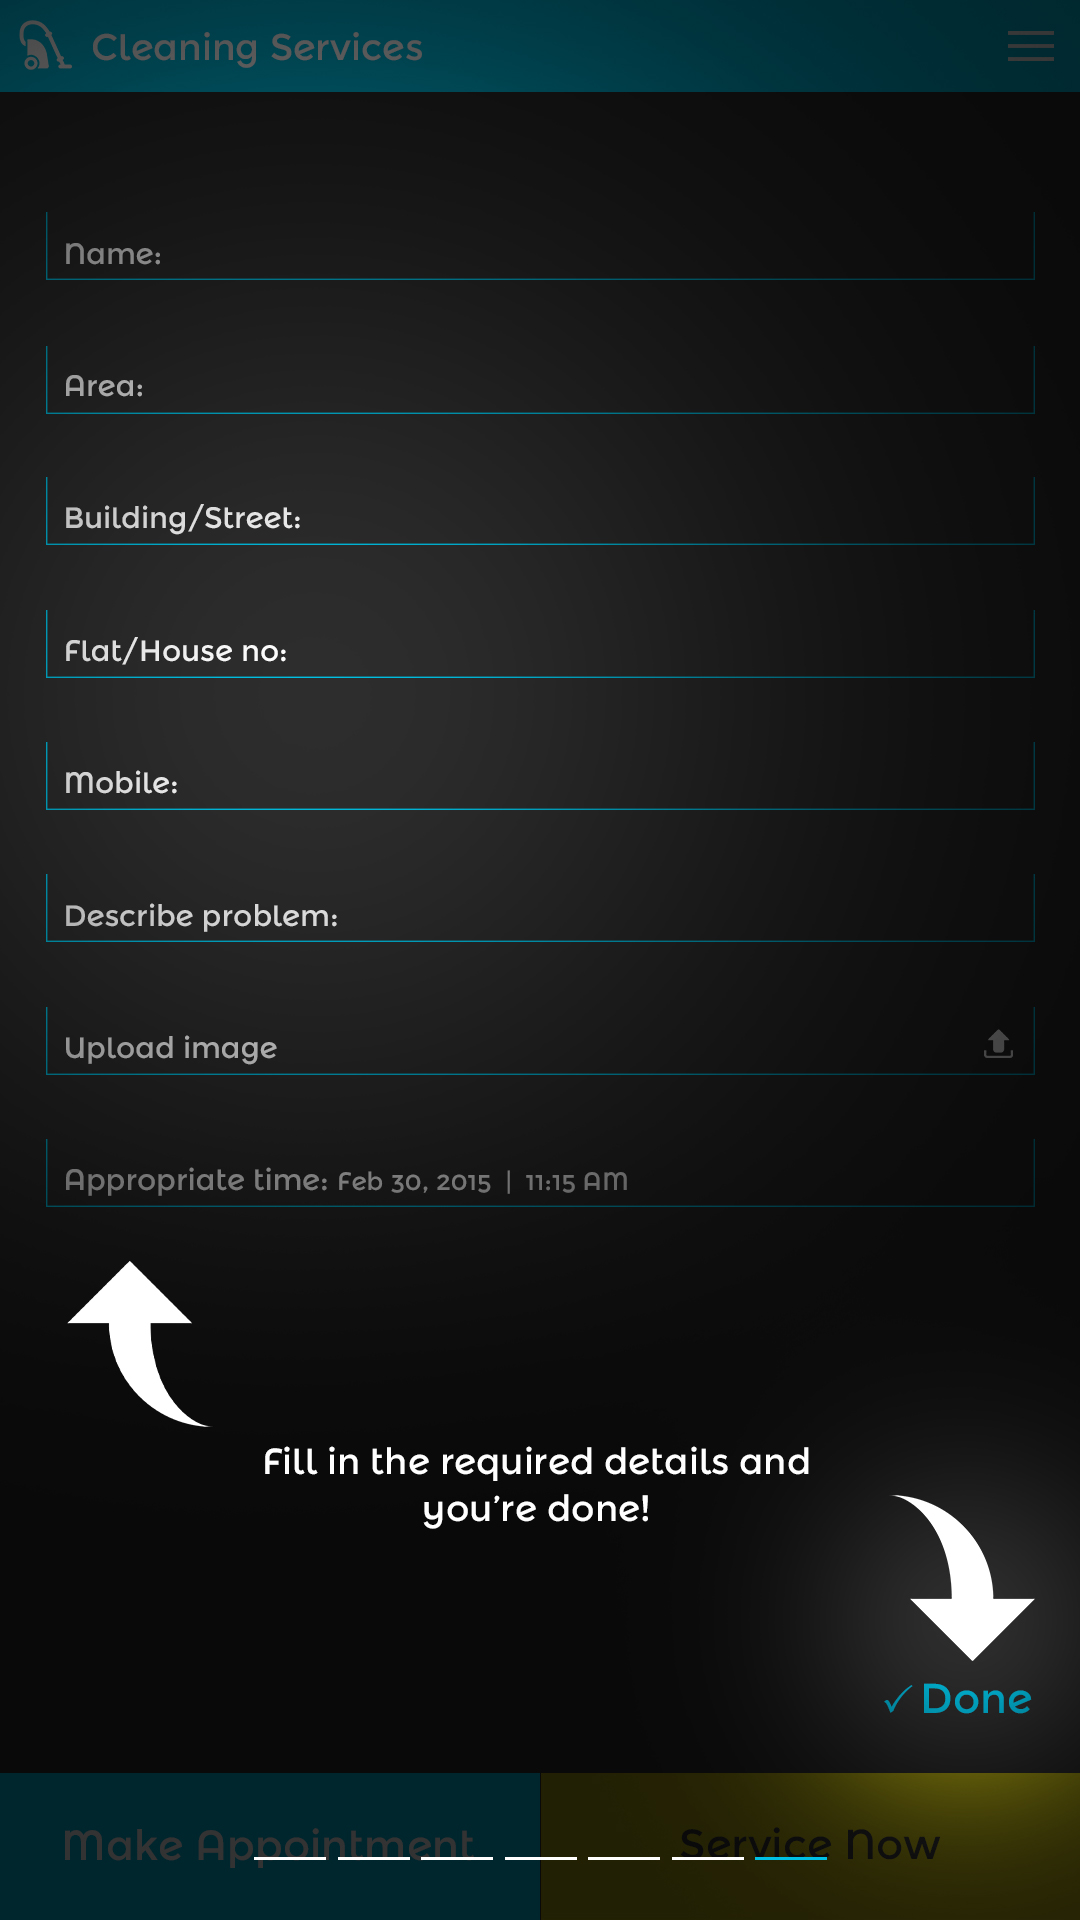 Cleaning Services
Name:
Area:
Building/Street:
Flat/House no:
Mobile:
Describe problem:
Upload image
Appropriate time: Feb 30, 2015 | 11:15 AM
Fill in the required details and
you're done!
✓ Done
Make Appointment
Service Now